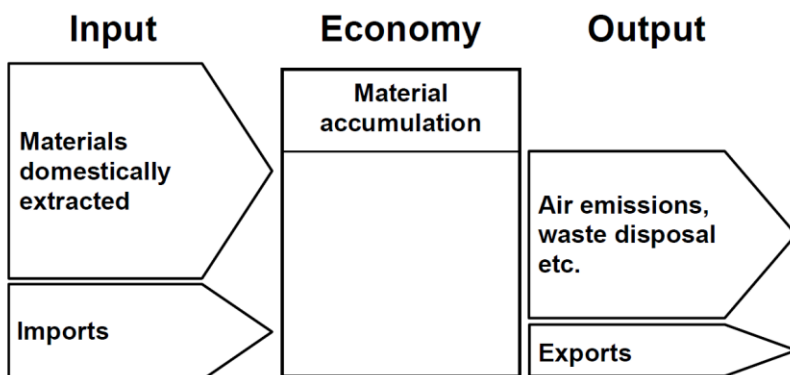 Input
Economy
Output
Material
accumulation
Materials
domestically
extracted
Air emissions,
waste disposal
etc.
Imports
Exports